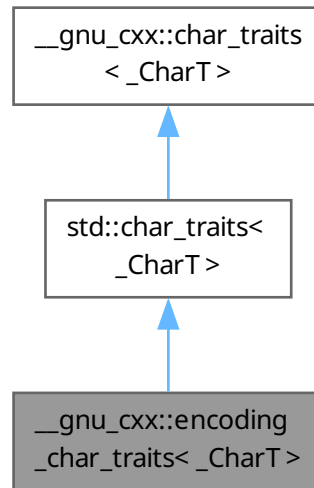 __gnu_cxx::char_traits
< _CharT >
std::char_traits<
_CharT >
__gnu_cxx::encoding
_char_traits< _CharT >